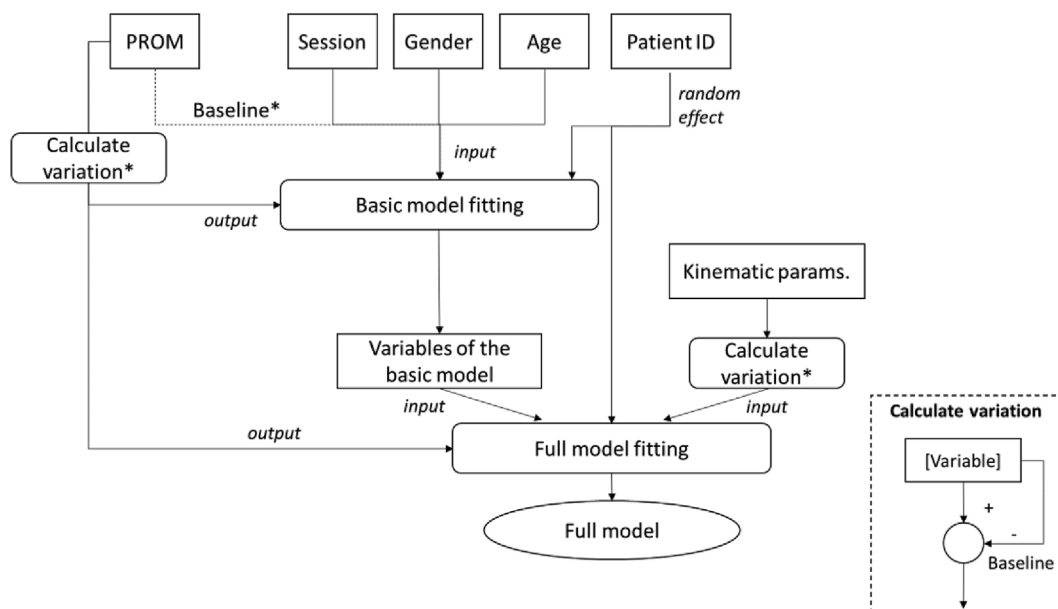 PROM
Session
Gender
Age
Patient ID
Baseline*
random
effect
Calculate
variation*
input
output
Basic model fitting
Kinematic params.
Variables of the
basic model
Calculate
variation*
input
input
output
Full model fitting
Full model
Calculate variation
[Variable]
+
-
Baseline